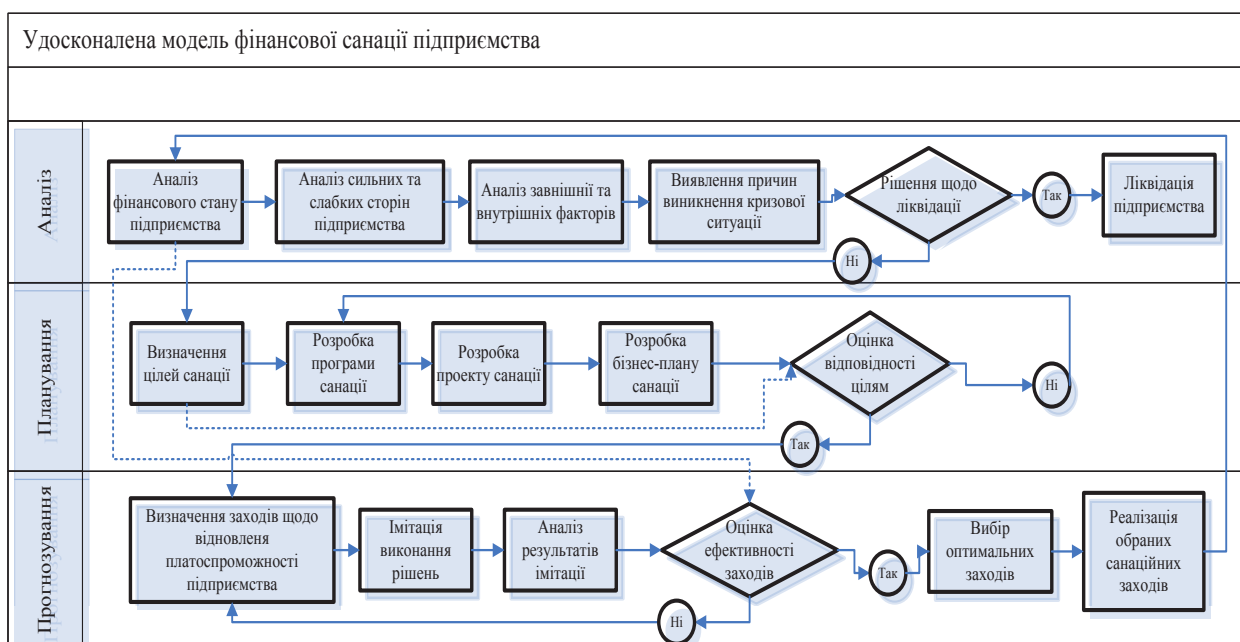 Удосконалена модель фінансової санації підприємства
Аналіз
Аналіз
фінансового стану
підприємства
Аналіз сильних та
слабких сторін
підприємства
Аналіз завнішнії та
внутрішніх факторів
Виявлення причин
виникнення кризової
ситуації
Рішення щодо
ліквідації
Так
Ліквідація
підприємства
Ні
Планування
Визначення
цілей санації
Розробка
програми
санації
Розробка
проекту санації
Розробка
бізнес-плану
санації
Оцінка
відповідності
цілям
Ні
Так
Прогнозування
Визначення заходів щодо
відновленя
платоспроможності
підприємства
Імітація
виконання
рішень
Аналіз
результатів
імітації
Оцінка
ефективності
заходів
Так
Вибір
оптимальних
заходів
Реалізація
обраних
санаційних
заходів
Ні